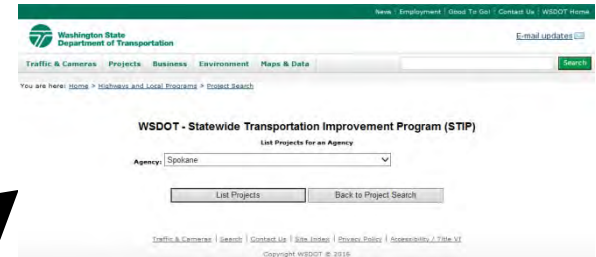 News | Employment | Good To Go! | Contact Us | WSDOT Home
Washington State
Department of Transportation
E-mail updates
Traffic & Cameras Projects Business Environment Maps & Data
Search
You are here: Home > Highways and Local Programs > Project Search
WSDOT - Statewide Transportation Improvement Program (STIP)
List Projects for an Agency
Agency: Spokane
List Projects Back to Project Search
Traffic & Cameras | Search | Contact Us | Site Index | Privacy Policy | Accessibility / Title VI
Copyright WSDOT © 2016